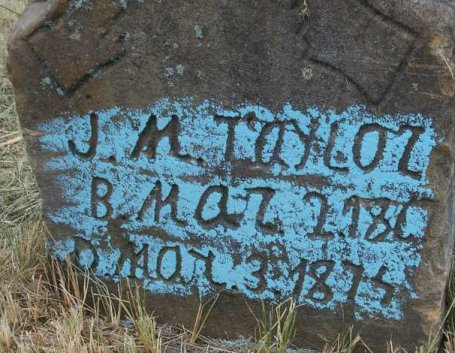 J. M. TAYLOR
B. MAR 2 18
D. MAR. 3. 1875